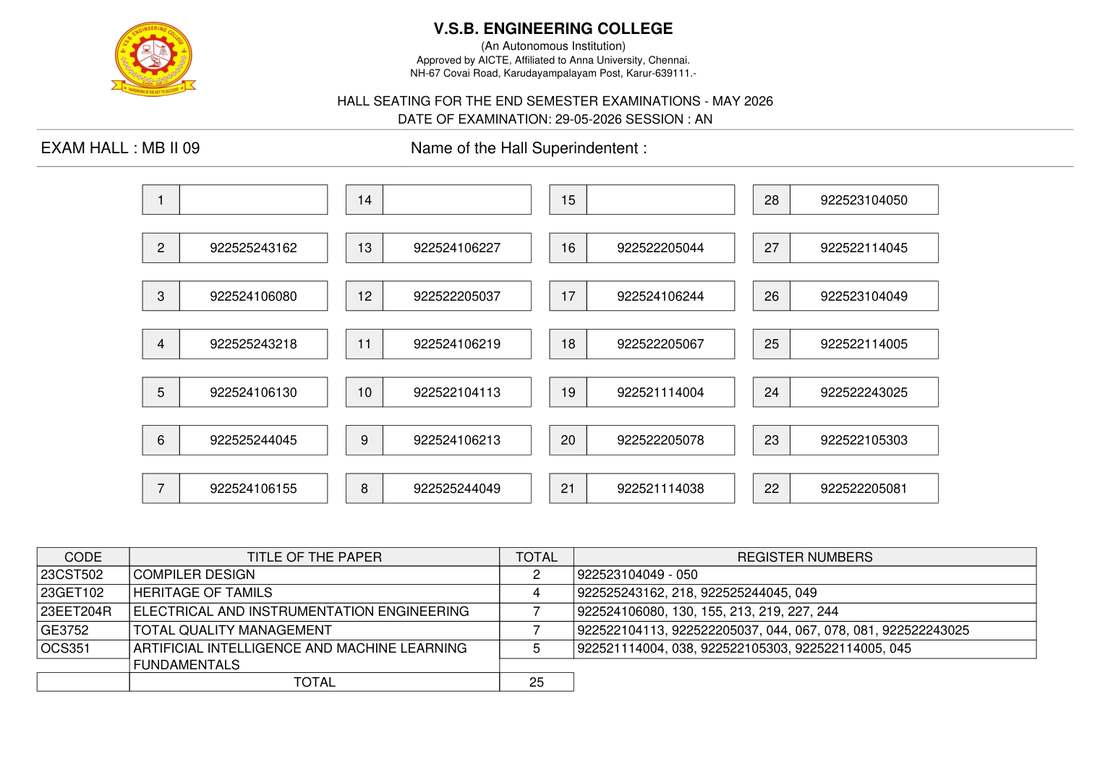 V.S.B. ENGINEERING COLLEGE
(An Autonomous Institution)
Approved by AICTE, Affiliated to Anna University, Chennai.
NH-67 Covai Road, Karudayampalayam Post, Karur-639111.-
HALL SEATING FOR THE END SEMESTER EXAMINATIONS - MAY 2026
DATE OF EXAMINATION: 29-05-2026 SESSION : AN
EXAM HALL : MB II 09 Name of the Hall Superindentent :
1 14 15 28 922523104050
2 922525243162 13 922524106227 16 922522205044 27 922522114045
3 922524106080 12 922522205037 17 922524106244 26 922523104049
4 922525243218 11 922524106219 18 922522205067 25 922522114005
5 922524106130 10 922522104113 19 922521114004 24 922522243025
6 922525244045 9 922524106213 20 922522205078 23 922522105303
7 922524106155 8 922525244049 21 922521114038 22 922522205081
CODE TITLE OF THE PAPER TOTAL REGISTER NUMBERS
23CST502 COMPILER DESIGN 2 922523104049 - 050
23GET102 HERITAGE OF TAMILS 4 922525243162, 218, 922525244045, 049
23EET204R ELECTRICAL AND INSTRUMENTATION ENGINEERING 7 922524106080, 130, 155, 213, 219, 227, 244
GE3752 TOTAL QUALITY MANAGEMENT 7 922522104113, 922522205037, 044, 067, 078, 081, 922522243025
OCS351 ARTIFICIAL INTELLIGENCE AND MACHINE LEARNING 5 922521114004, 038, 922522105303, 922522114005, 045
FUNDAMENTALS
TOTAL 25